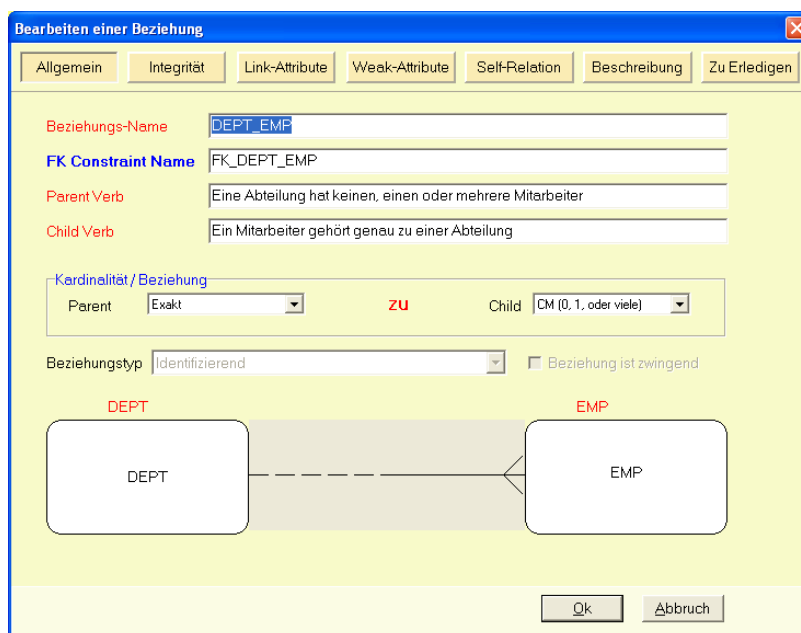 Bearbeiten einer Beziehung
Allgemein Integrität Link-Attribute Weak-Attribute Self-Relation Beschreibung Zu Erledigen
Beziehungs-Name DEPT_EMP
FK Constraint Name FK_DEPT_EMP
Parent Verb Eine Abteilung hat keinen, einen oder mehrere Mitarbeiter
Child Verb Ein Mitarbeiter gehört genau zu einer Abteilung
Kardinalität / Beziehung
Parent Exakt zu Child CM (0, 1, oder viele)
Beziehungstyp Identifizierend Beziehung ist zwingend
DEPT EMP
DEPT EMP
Ok Abbruch